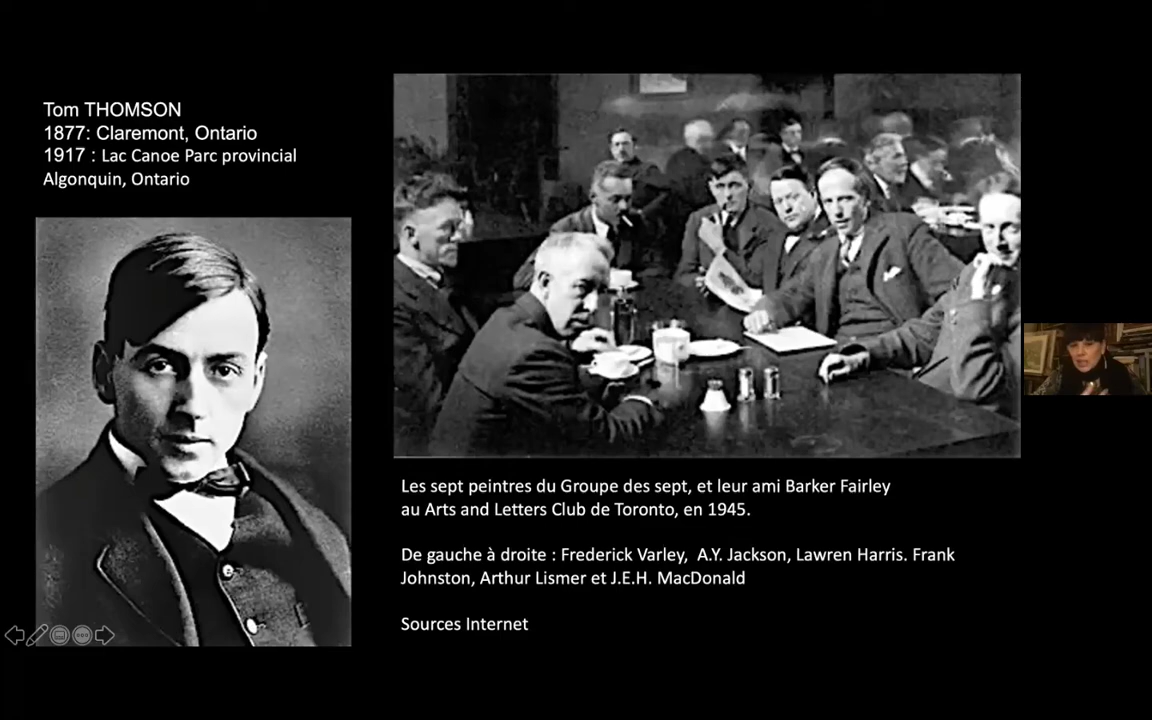 Tom THOMSON
1877: Claremont, Ontario
1917 : Lac Canoe Parc provincial
Algonquin, Ontario
Les sept peintres du Groupe des sept, et leur ami Barker Fairley
au Arts and Letters Club de Toronto, en 1945.
De gauche à droite : Frederick Varley,  A.Y. Jackson, Lawren Harris. Frank
Johnston, Arthur Lismer et J.E.H. MacDonald
Sources Internet